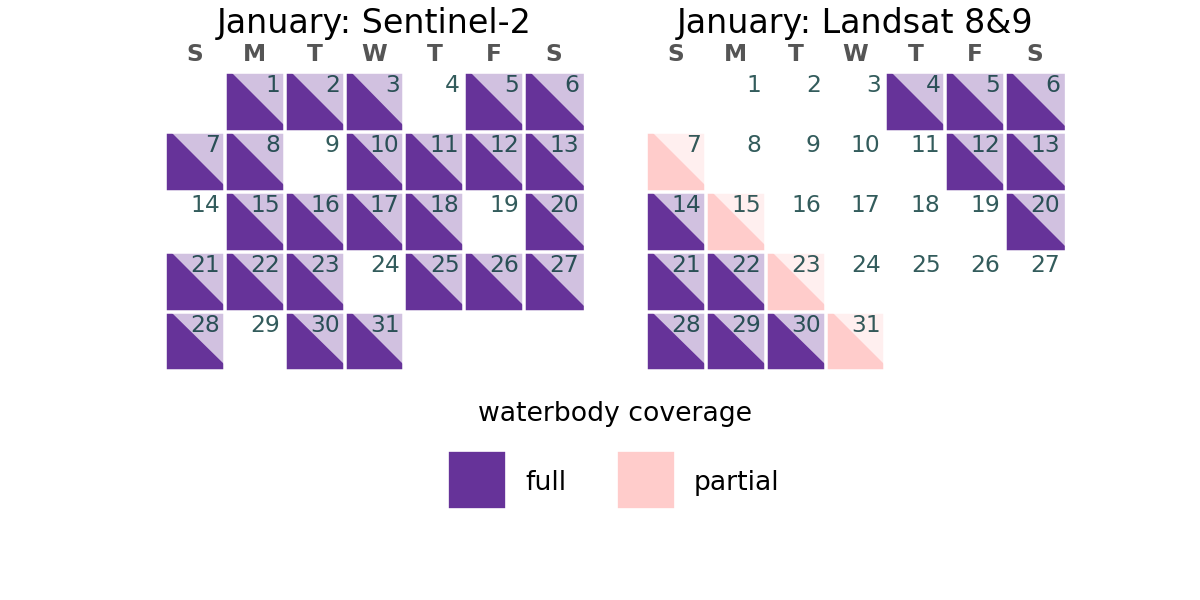 January: Sentinel-2
S M T W T F S
1 2 3 4 5 6
7 8 9 10 11 12 13
14 15 16 17 18 19 20
21 22 23 24 25 26 27
28 29 30 31
January: Landsat 8&9
S M T W T F S
1 2 3 4 5 6
7 8 9 10 11 12 13
14 15 16 17 18 19 20
21 22 23 24 25 26 27
28 29 30 31
waterbody coverage
full partial